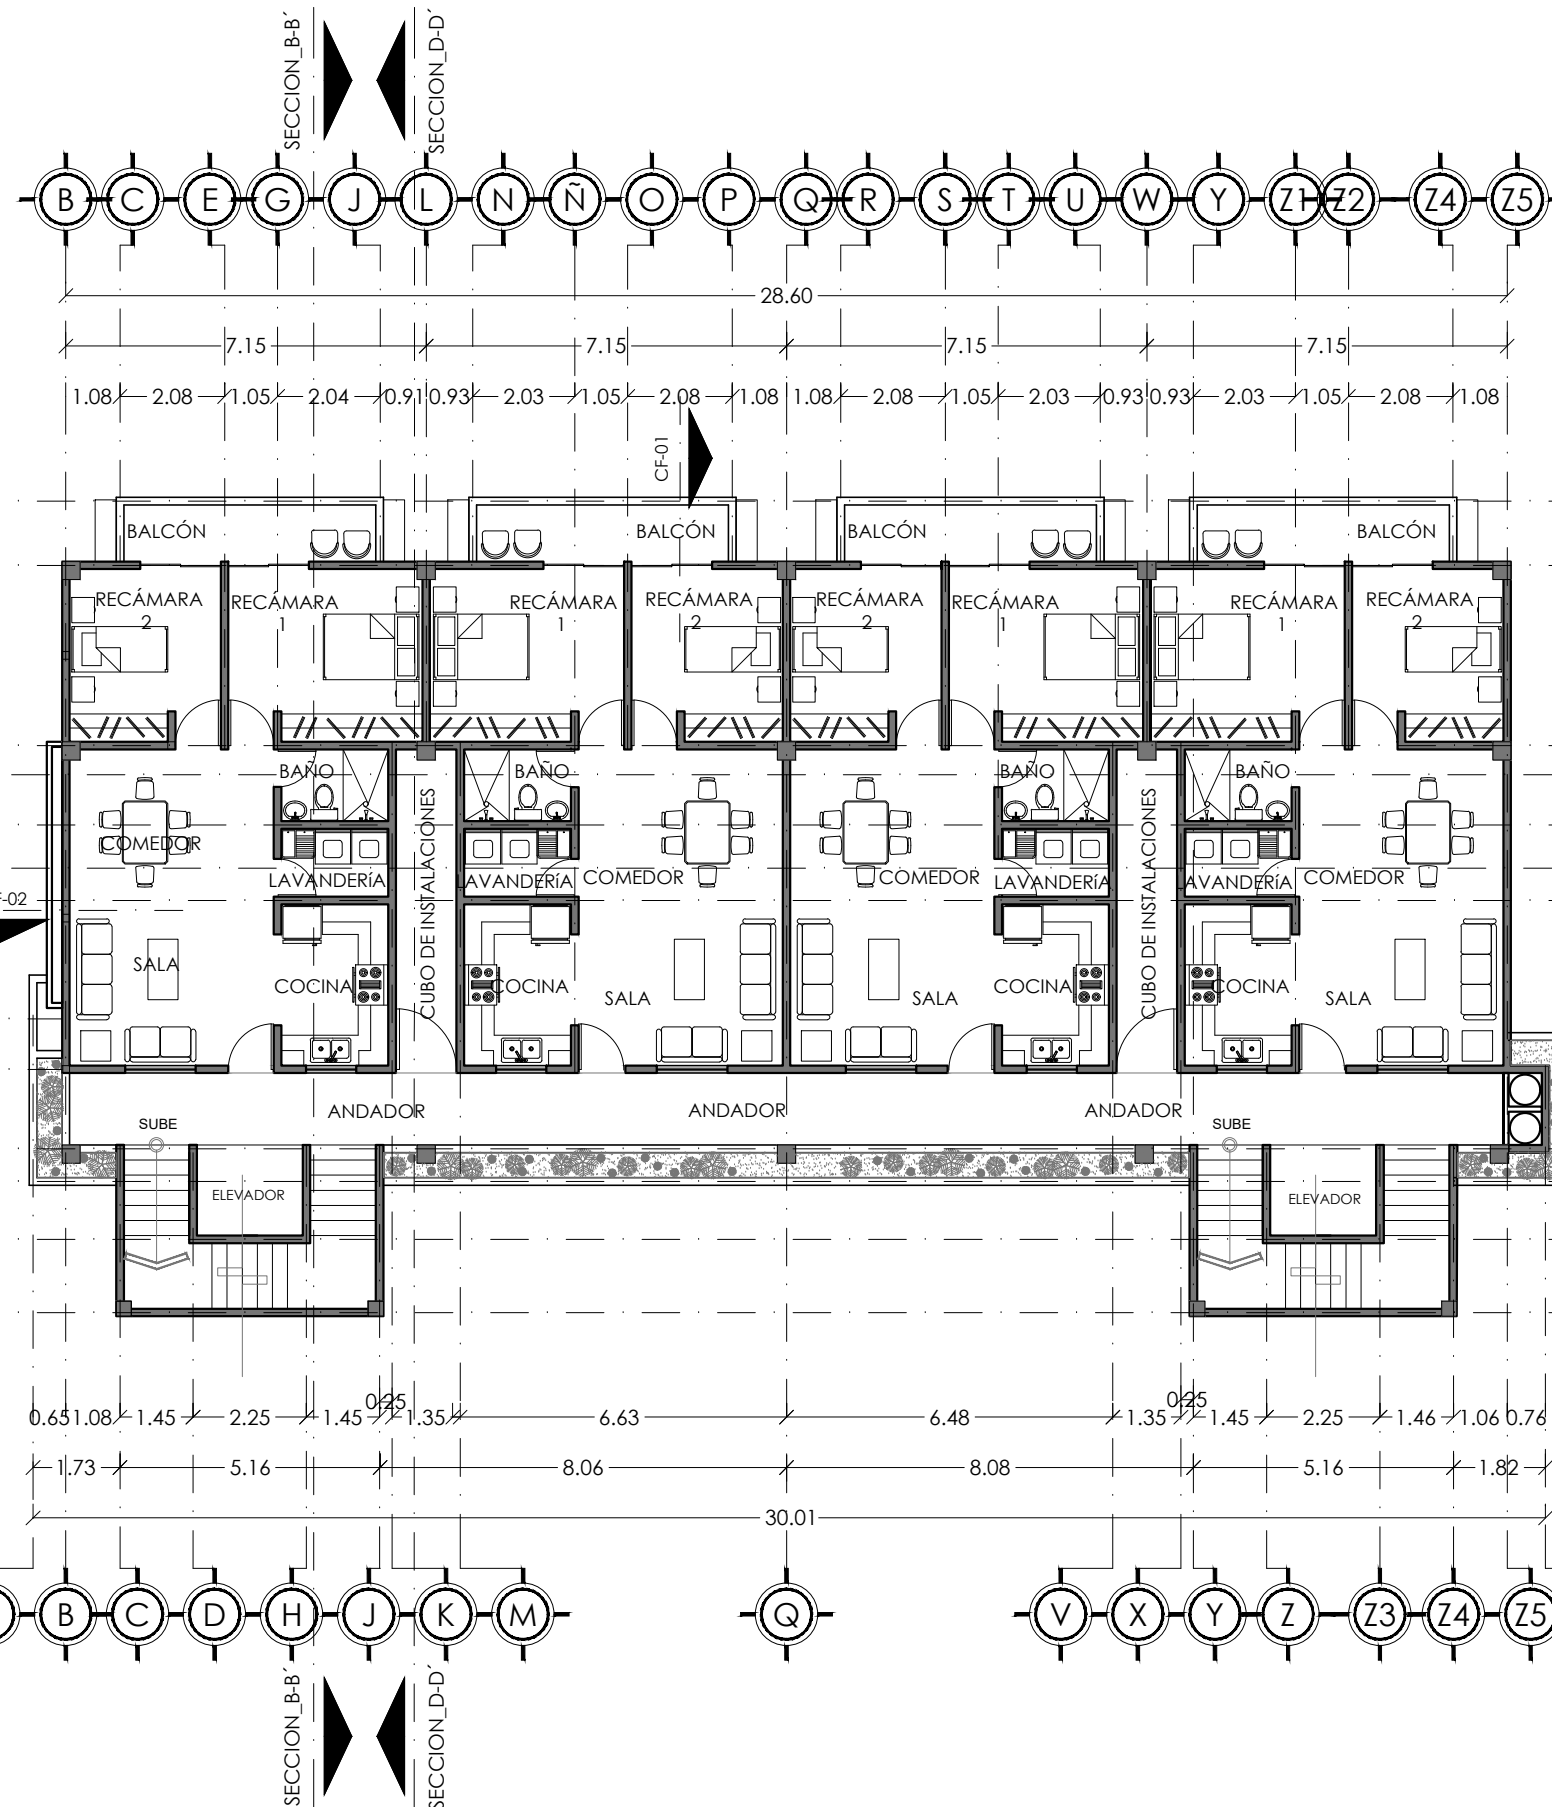 SECCION_B-B´
SECCION_D-D´
B C E G J L N Ñ O P Q R S T U W Y Z1 Z2 Z4 Z5
28.60
7.15 7.15 7.15 7.15
1.08 2.08 1.05 2.04 0.91 0.93 2.03 1.05 2.08 1.08 1.08 2.08 1.05 2.03 0.93 0.93 2.03 1.05 2.08 1.08
CF-01
BALCÓN BALCÓN BALCÓN BALCÓN
RECÁMARA
2
RECÁMARA
1
RECÁMARA
1
RECÁMARA
2
RECÁMARA
2
RECÁMARA
1
RECÁMARA
1
RECÁMARA
2
BAÑO BAÑO BAÑO BAÑO
CUBO DE INSTALACIONES
CUBO DE INSTALACIONES
COMEDOR COMEDOR COMEDOR COMEDOR
LAVANDERíA LAVANDERíA LAVANDERíA LAVANDERíA
F-02
SALA COCINA COCINA SALA SALA COCINA COCINA SALA
ANDADOR ANDADOR ANDADOR
SUBE SUBE
ELEVADOR ELEVADOR
0.65 1.08 1.45 2.25 1.45 0.25 1.35 6.63 6.48 1.35 0.25 1.45 2.25 1.46 1.06 0.76
1.73 5.16 8.06 8.08 5.16 1.82
30.01
B C D H J K M Q V X Y Z Z3 Z4 Z5
SECCION_B-B´
SECCION_D-D´